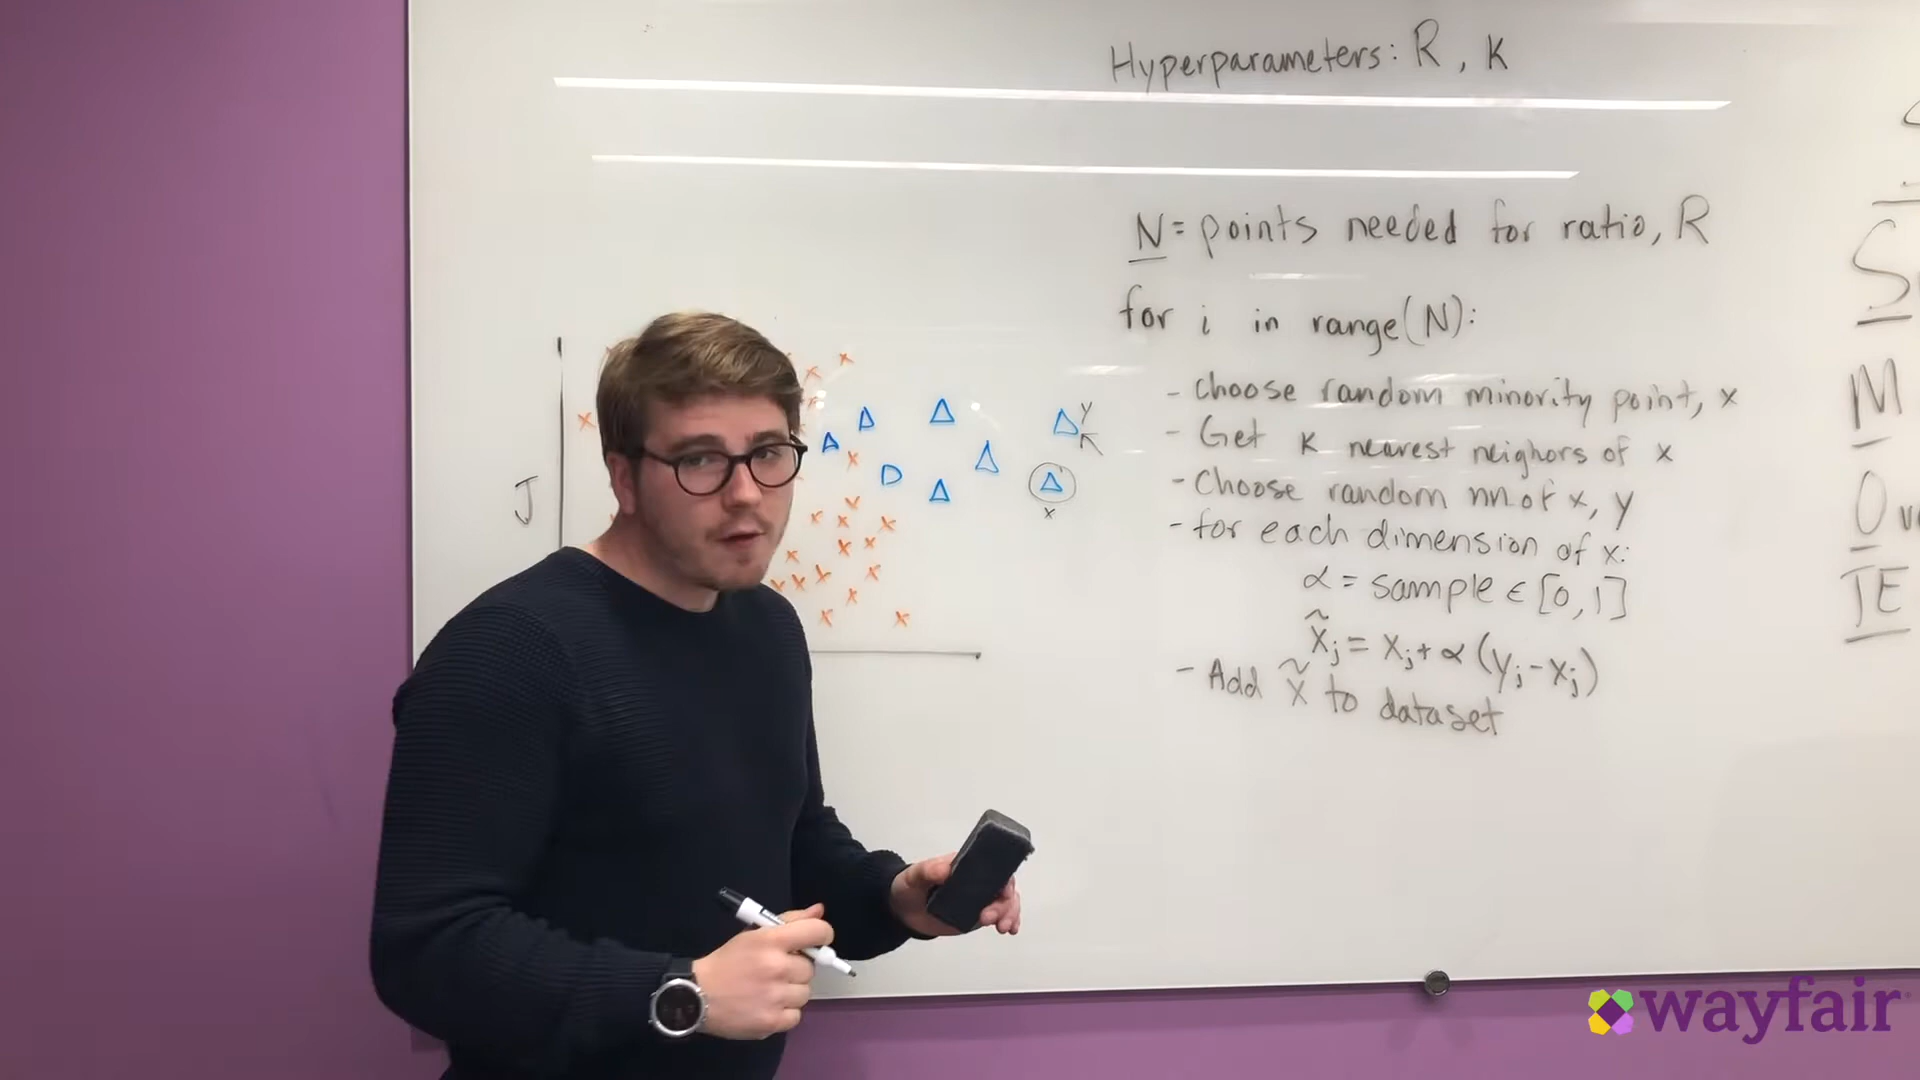 Hyperparameters: R, K
N = points needed for ratio, R
for i in range(N):
- Choose random minority point, x
- Get K nearest neighors of x
- Choose random nn of x, y
- for each dimension of x:
α = sample ∈ [0,1]
x̃j = xj + α (yj - xj)
- Add x̃ to dataset
J
y
x
S
M
O
TE
wayfair